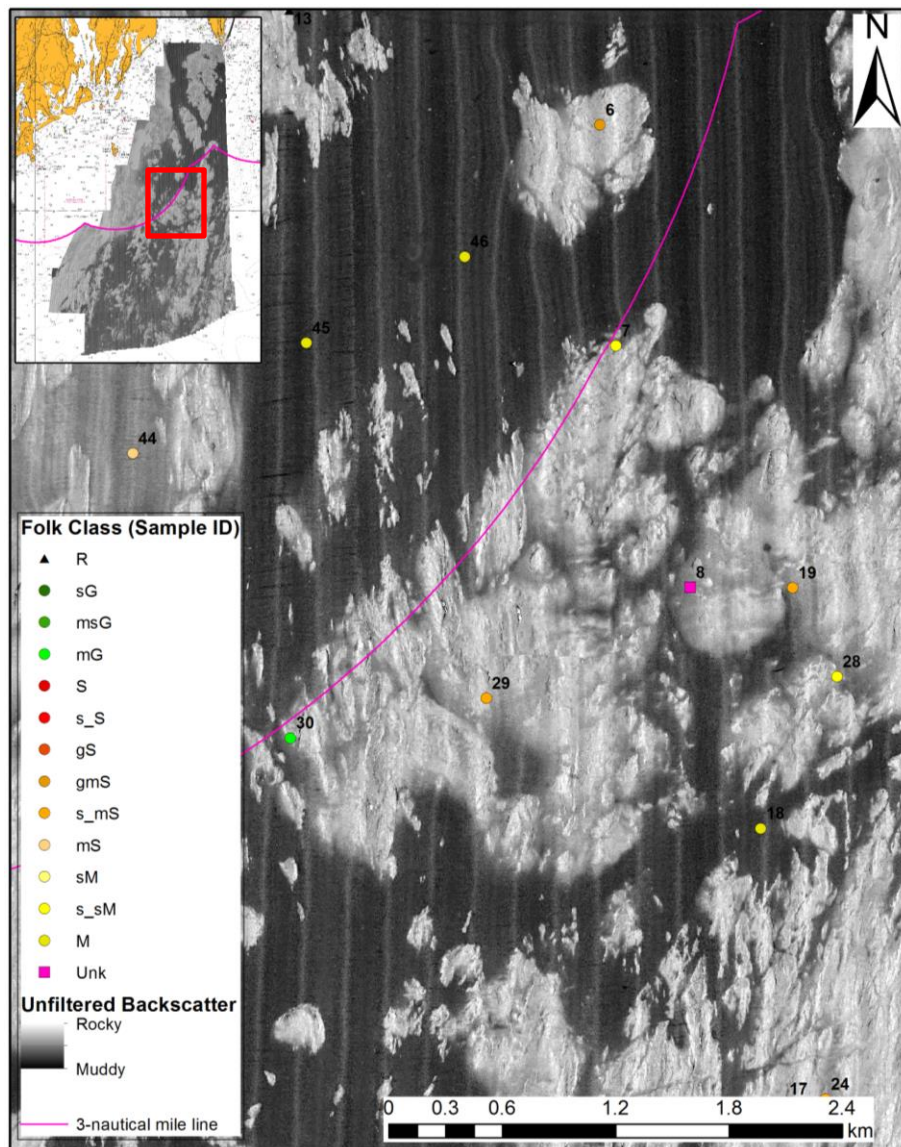 13
N
6
46
45
7
44
8
19
28
29
30
18
17
24
Folk Class (Sample ID)
R
sG
msG
mG
S
s_S
gS
gmS
s_mS
mS
sM
s_sM
M
Unk
Unfiltered Backscatter
Rocky
Muddy
3-nautical mile line
0 0.3 0.6 1.2 1.8 2.4
km